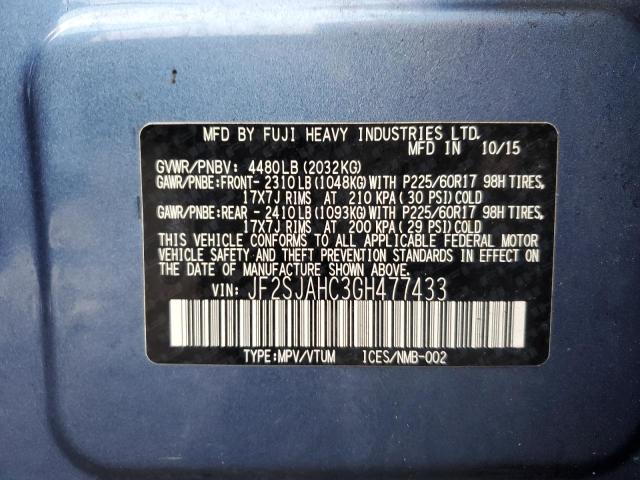 MFD BY FUJI HEAVY INDUSTRIES LTD.
MFD IN 10/15
GVWR/PNBV: 4480LB (2032KG)
GAWR/PNBE:FRONT- 2310LB (1048KG) WITH P225/60R17 98H TIRES,
17X7J RIMS AT 210 KPA (30 PSI) COLD
GAWR/PNBE:REAR - 2410LB (1093KG) WITH P225/60R17 98H TIRES,
17X7J RIMS AT 200 KPA (29 PSI) COLD
THIS VEHICLE CONFORMS TO ALL APPLICABLE FEDERAL MOTOR
VEHICLE SAFETY, BUMPER, AND THEFT PREVENTION STANDARDS IN EFFECT
ON THE DATE OF MANUFACTURE SHOWN ABOVE.
VIN: JF2SJAHC3GH477433
TYPE:MPV/VTUM ICES/NMB-002